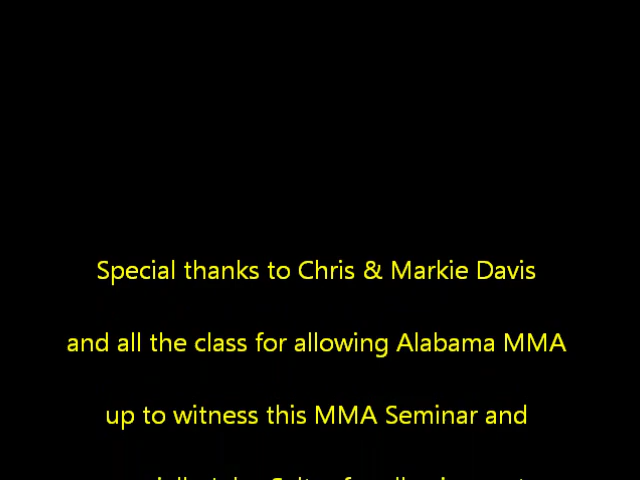 Special thanks to Chris & Markie Davis
and all the class for allowing Alabama MMA
up to witness this MMA Seminar and